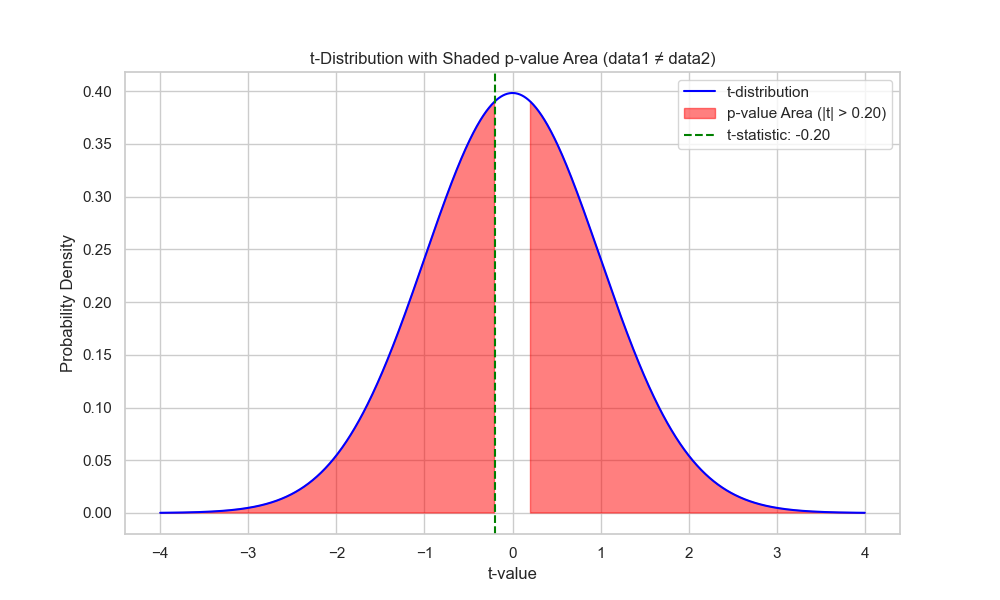 t-Distribution with Shaded p-value Area (data1 ≠ data2)
t-distribution
p-value Area (|t| > 0.20)
t-statistic: -0.20
Probability Density
0.40
0.35
0.30
0.25
0.20
0.15
0.10
0.05
0.00
−4 −3 −2 −1 0 1 2 3 4
t-value